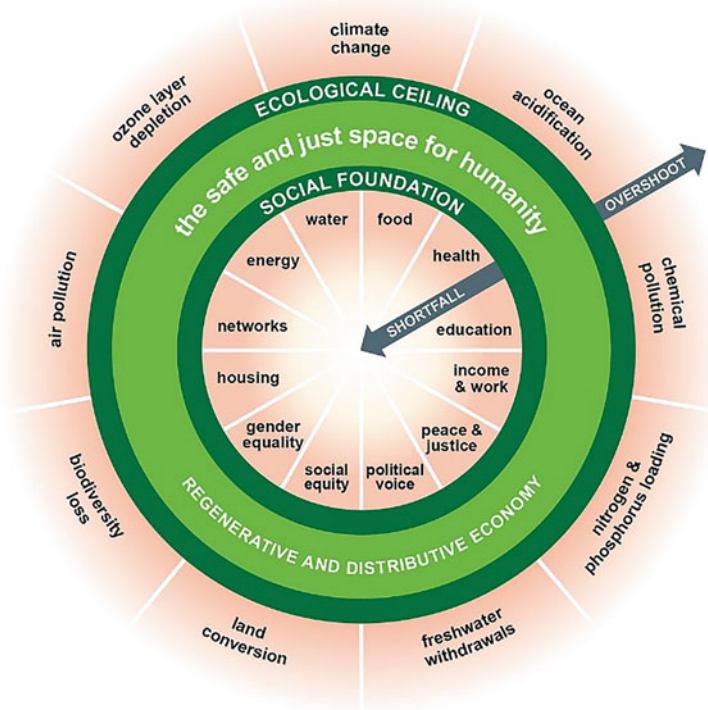 climate
change
ocean
acidification
OVERSHOOT
chemical
pollution
nitrogen &
phosphorus loading
freshwater
withdrawals
land
conversion
biodiversity
loss
air pollution
ozone layer
depletion
ECOLOGICAL CEILING
the safe and just space for humanity
SOCIAL FOUNDATION
water
food
health
SHORTFALL
education
income
& work
peace &
justice
political
voice
social
equity
gender
equality
housing
networks
energy
REGENERATIVE AND DISTRIBUTIVE ECONOMY